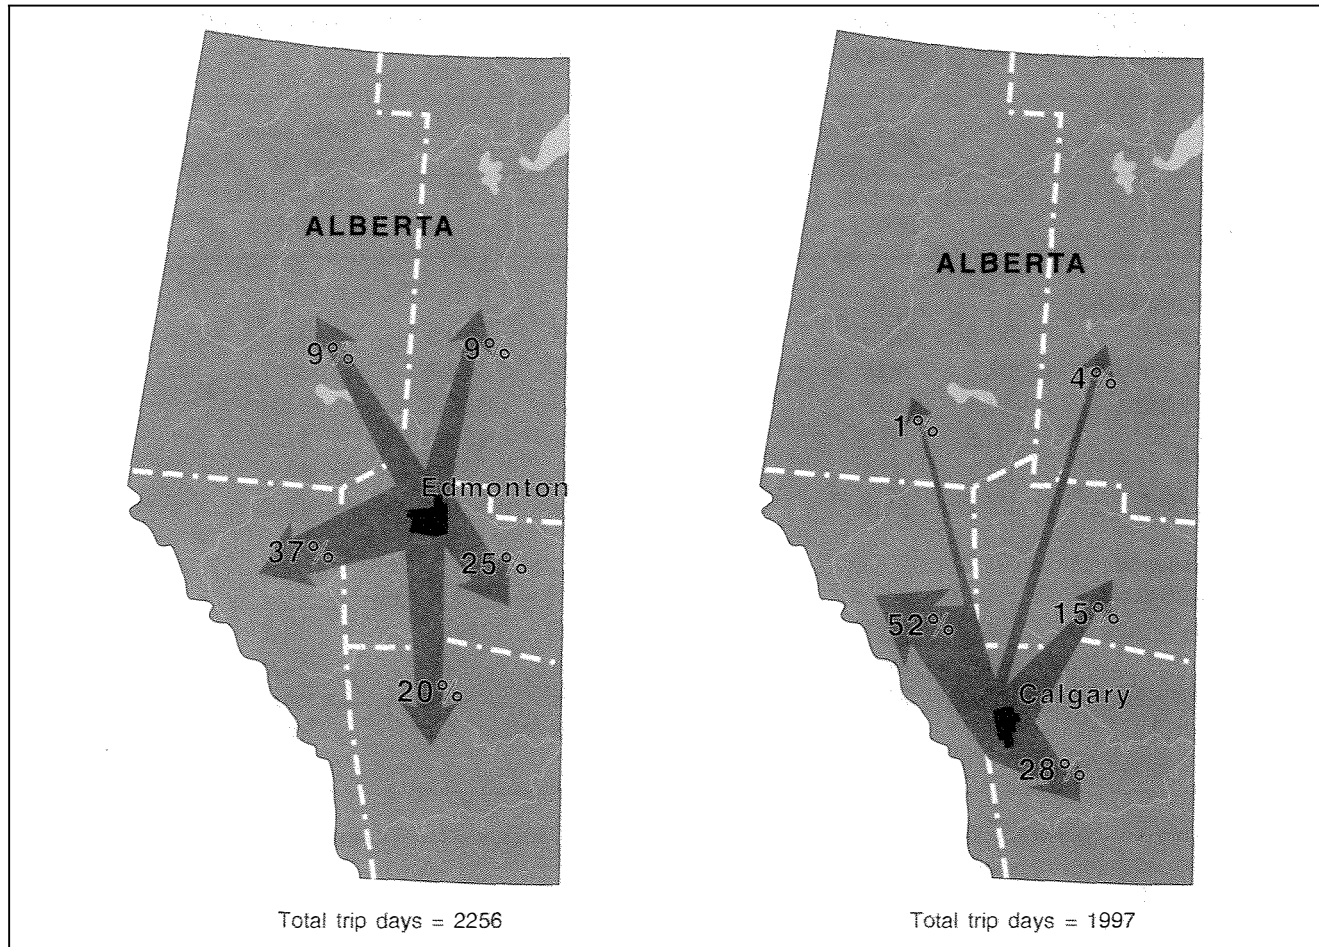 ALBERTA
9%
9%
Edmonton
37%
25%
20%
Total trip days = 2256
ALBERTA
4%
1%
52%
15%
Calgary
28%
Total trip days = 1997